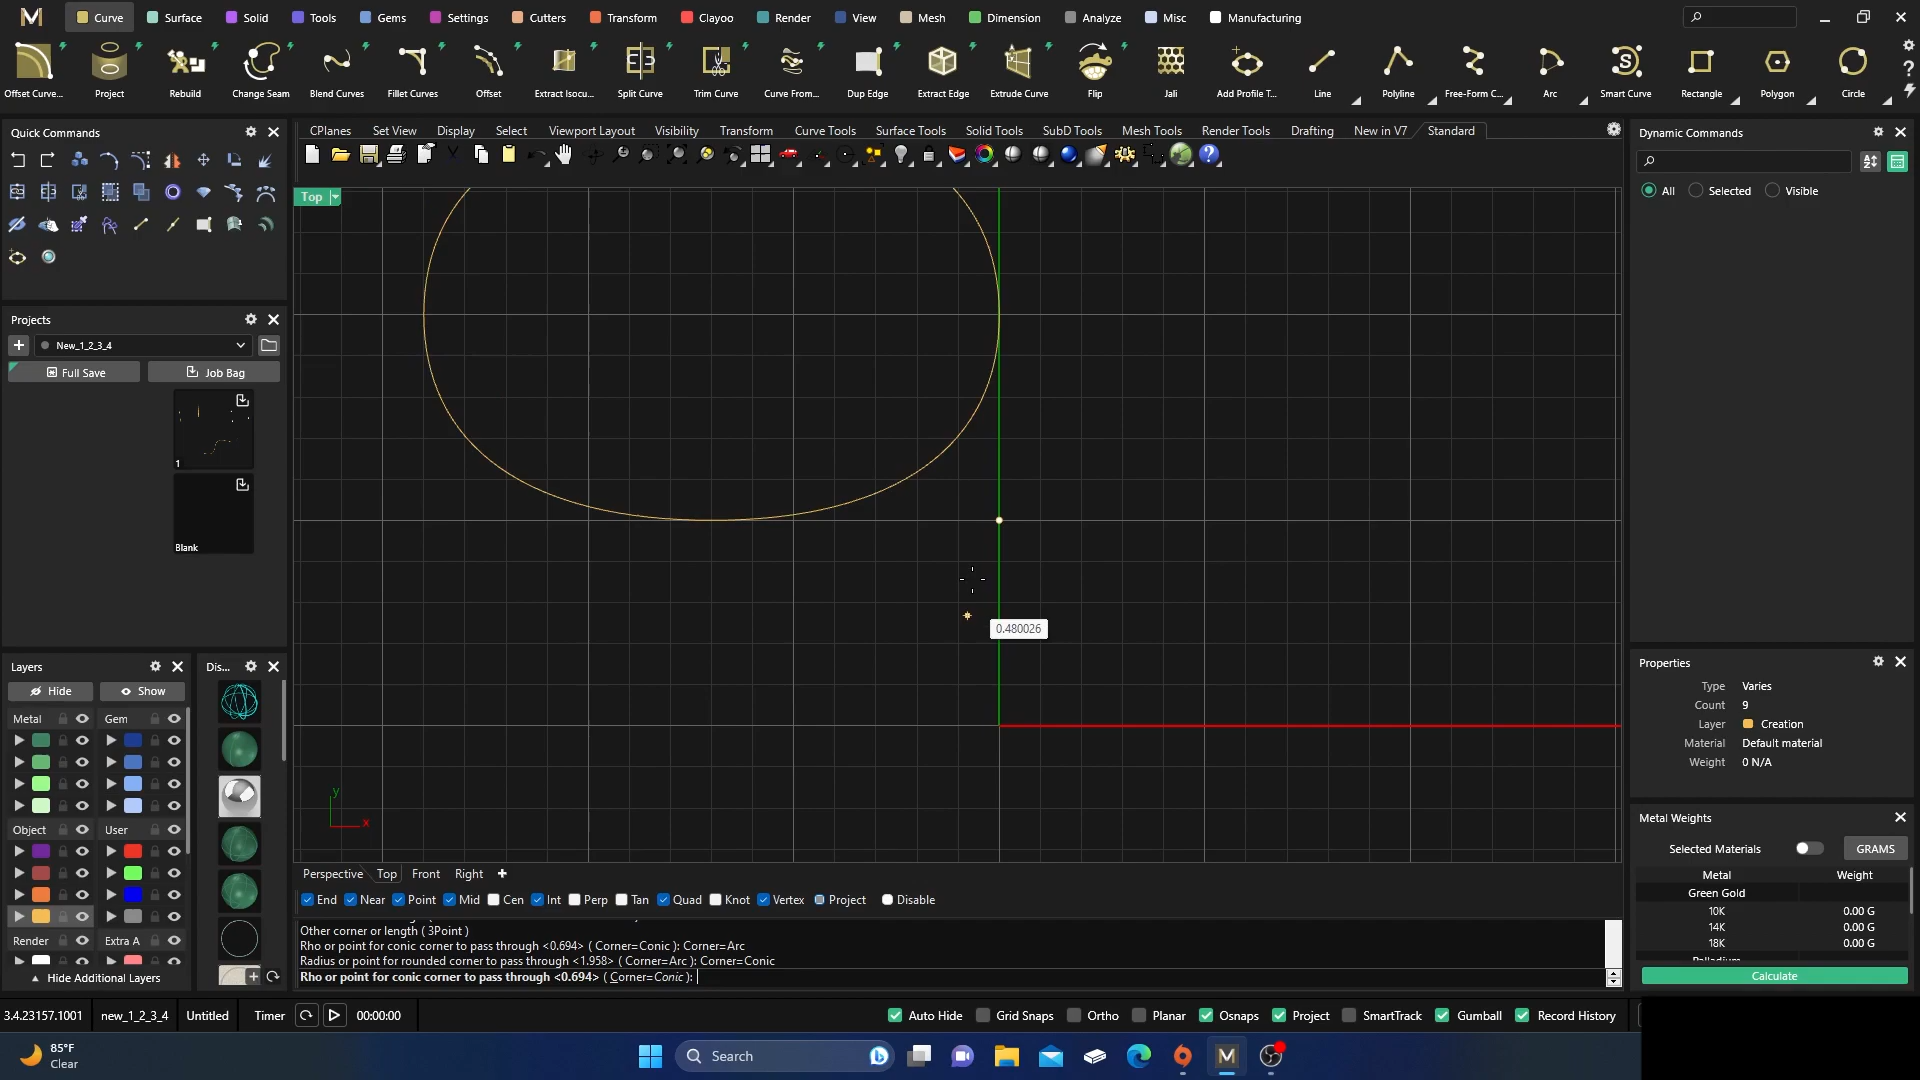 Curve Surface Solid Tools Gems Settings Cutters Transform Clayoo Render View Mesh Dimension Analyze Misc Manufacturing
Offset Curve... Project Rebuild Change Seam Blend Curves Fillet Curves Offset Extract Isocu... Split Curve Trim Curve Curve From... Dup Edge Extract Edge Extrude Curve Flip Jali Add Profile T... Line Polyline Free-Form C... Arc Smart Curve Rectangle Polygon Circle
Quick Commands
CPlanes Set View Display Select Viewport Layout Visibility Transform Curve Tools Surface Tools Solid Tools SubD Tools Mesh Tools Render Tools Drafting New in V7 Standard
Dynamic Commands
All Selected Visible
Top
Projects
New_1_2_3_4
Full Save Job Bag
1
Blank
0.480026
y
x
Layers
Dis...
Hide Show
Metal Gem
Object User
Render Extra A
Hide Additional Layers
Properties
Type Varies
Count 9
Layer Creation
Material Default material
Weight 0 N/A
Metal Weights
Selected Materials GRAMS
Metal Weight
Green Gold
10K 0.00 G
14K 0.00 G
18K 0.00 G
Palladium
Calculate
Perspective Top Front Right
End Near Point Mid Cen Int Perp Tan Quad Knot Vertex Project Disable
Other corner or length ( 3Point )
Rho or point for conic corner to pass through <0.694> ( Corner=Conic ): Corner=Arc
Radius or point for rounded corner to pass through <1.958> ( Corner=Arc ): Corner=Conic
Rho or point for conic corner to pass through <0.694> ( Corner=Conic ):
3.4.23157.1001 new_1_2_3_4 Untitled Timer 00:00:00 Auto Hide Grid Snaps Ortho Planar Osnaps Project SmartTrack Gumball Record History
85°F
Clear
Search